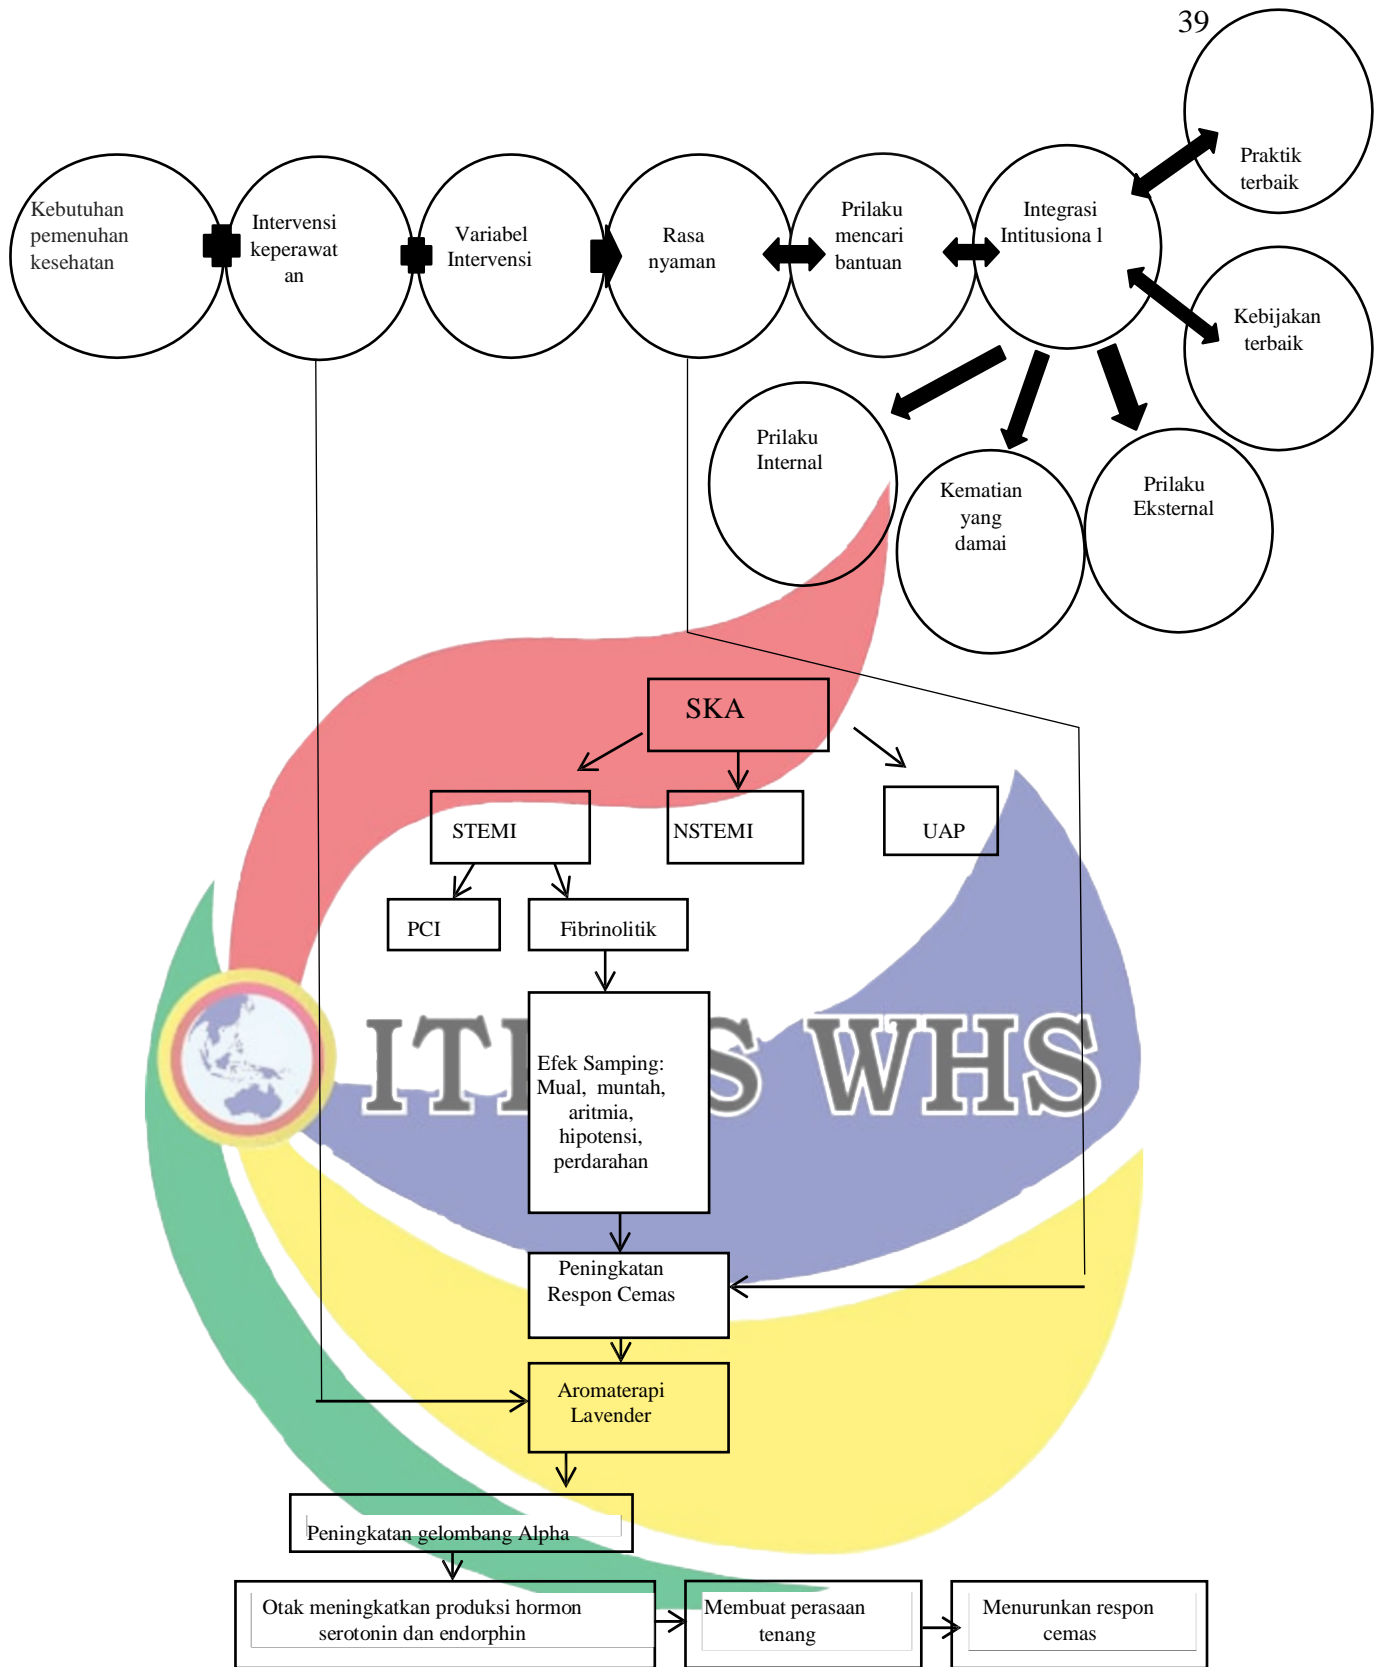 39
Kebutuhan
pemenuhan
kesehatan
Intervensi
keperawat
an
Variabel
Intervensi
Rasa
nyaman
Prilaku
mencari
bantuan
Integrasi
Intitusiona l
Praktik
terbaik
Kebijakan
terbaik
Prilaku
Internal
Kematian
yang
damai
Prilaku
Eksternal
SKA
STEMI
NSTEMI
UAP
PCI
Fibrinolitik
Efek Samping:
Mual, muntah,
aritmia,
hipotensi,
perdarahan
WHS
Peningkatan
Respon Cemas
Aromaterapi
Lavender
Peningkatan gelombang Alpha
Otak meningkatkan produksi hormon
serotonin dan endorphin
Membuat perasaan
tenang
Menurunkan respon
cemas